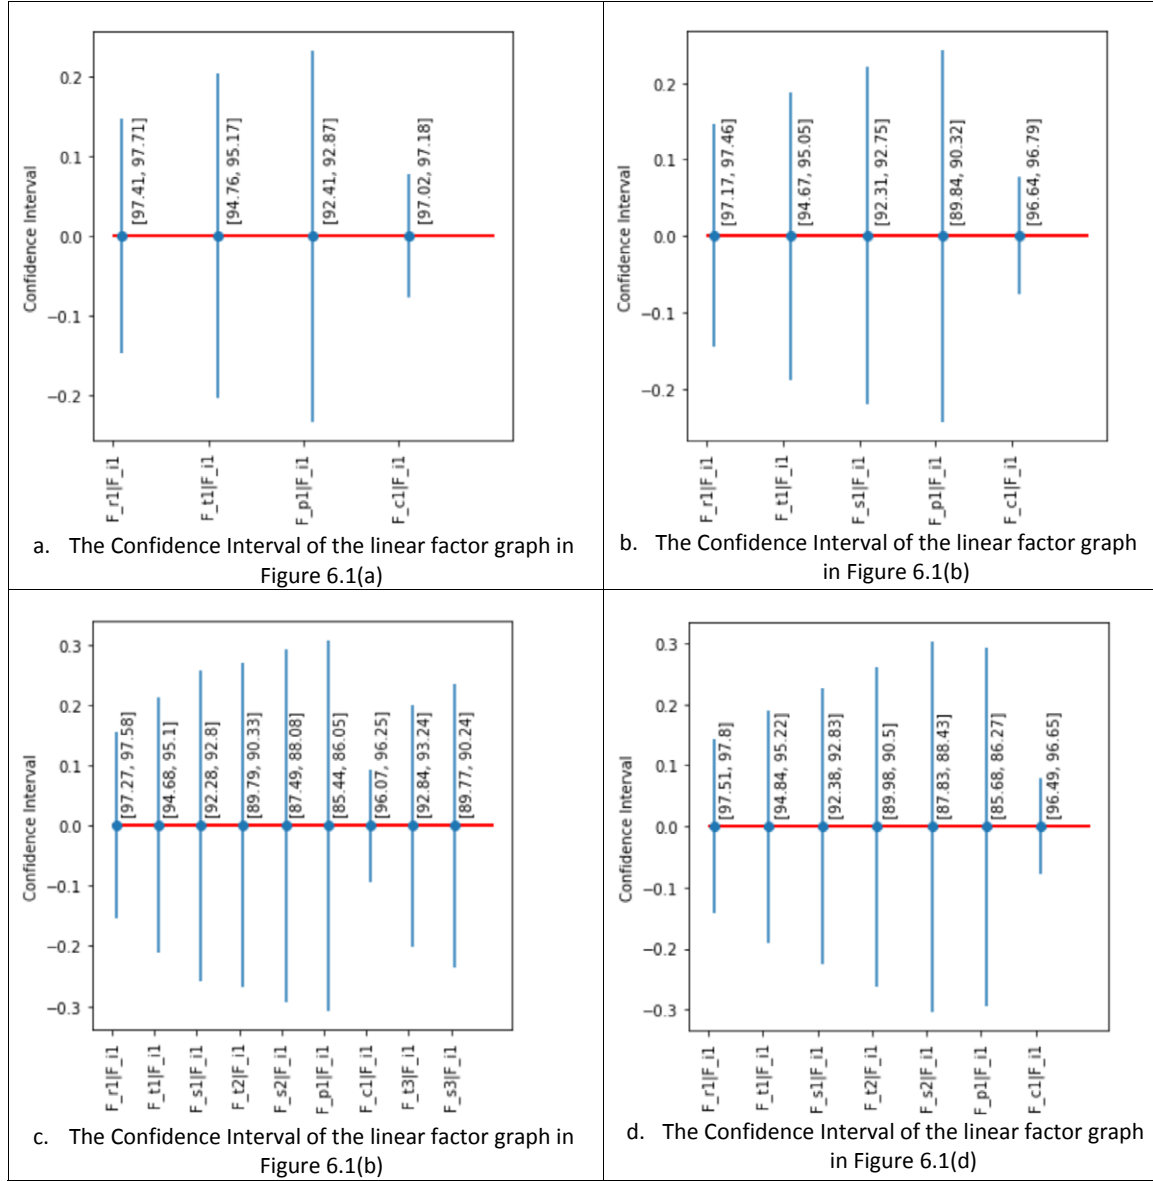 0.2
0.1
0.0
−0.1
−0.2
Confidence Interval
[97.41, 97.71]
[94.76, 95.17]
[92.41, 92.87]
[97.02, 97.18]
F_r1|F_i1
F_t1|F_i1
F_p1|F_i1
F_c1|F_i1
a. The Confidence Interval of the linear factor graph in
Figure 6.1(a)
0.2
0.1
0.0
−0.1
−0.2
Confidence Interval
[97.17, 97.46]
[94.67, 95.05]
[92.31, 92.75]
[89.84, 90.32]
[96.64, 96.79]
F_r1|F_i1
F_t1|F_i1
F_s1|F_i1
F_p1|F_i1
F_c1|F_i1
b. The Confidence Interval of the linear factor graph
in Figure 6.1(b)
0.3
0.2
0.1
0.0
−0.1
−0.2
−0.3
Confidence Interval
[97.27, 97.58]
[94.68, 95.1]
[92.28, 92.8]
[89.79, 90.33]
[87.49, 88.08]
[85.44, 86.05]
[96.07, 96.25]
[92.84, 93.24]
[89.77, 90.24]
F_r1|F_i1
F_t1|F_i1
F_s1|F_i1
F_t2|F_i1
F_s2|F_i1
F_p1|F_i1
F_c1|F_i1
F_t3|F_i1
F_s3|F_i1
c. The Confidence Interval of the linear factor graph in
Figure 6.1(b)
0.3
0.2
0.1
0.0
−0.1
−0.2
−0.3
Confidence Interval
[97.51, 97.8]
[94.84, 95.22]
[92.38, 92.83]
[89.98, 90.5]
[87.83, 88.43]
[85.68, 86.27]
[96.49, 96.65]
F_r1|F_i1
F_t1|F_i1
F_s1|F_i1
F_t2|F_i1
F_s2|F_i1
F_p1|F_i1
F_c1|F_i1
d. The Confidence Interval of the linear factor graph
in Figure 6.1(d)